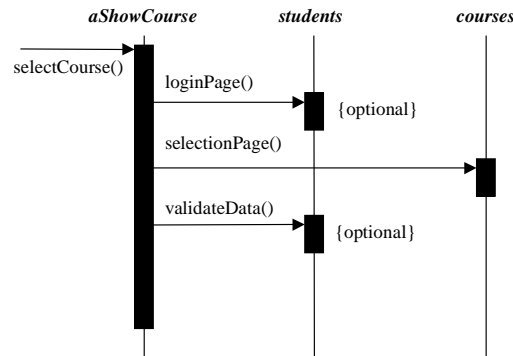 aShowCourse students courses
selectCourse()
loginPage()
{optional}
selectionPage()
validateData()
{optional}